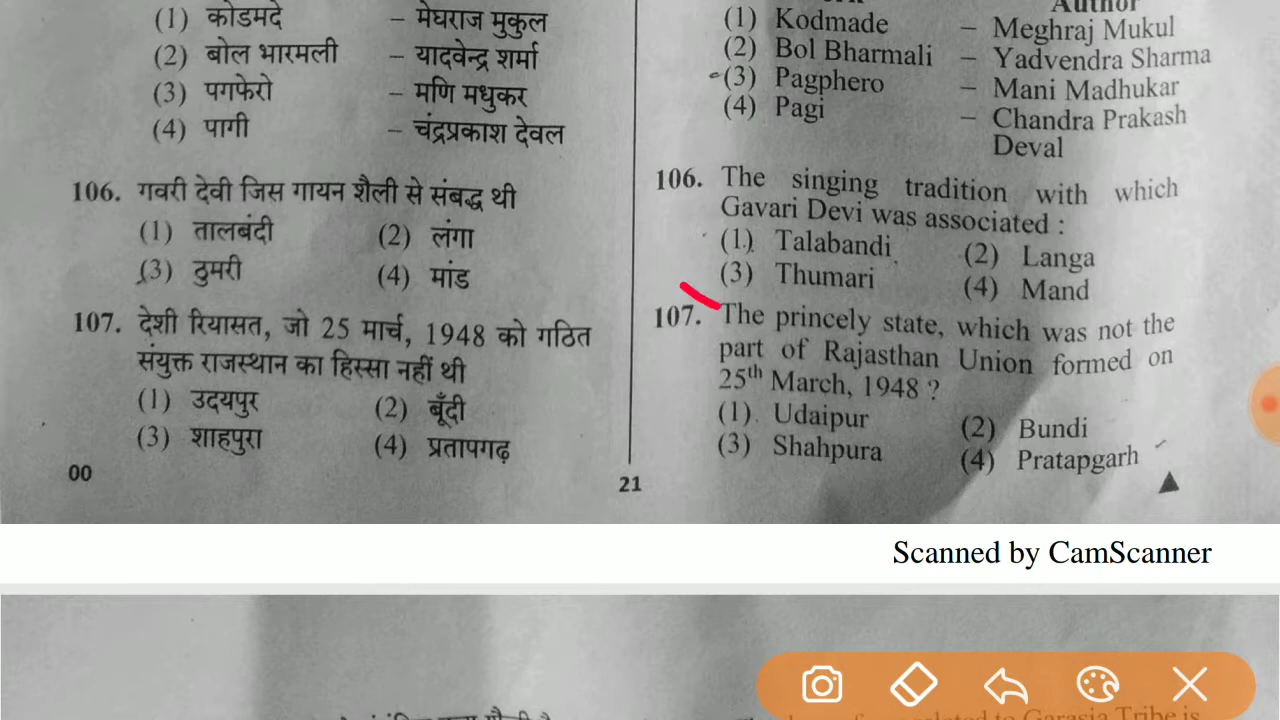 (1) कोडमदे – मेघराज मुकुल
(2) बोल भारमली – यादवेन्द्र शर्मा
(3) पगफेरो – मणि मधुकर
(4) पागी – चंद्रप्रकाश देवल
106. गवरी देवी जिस गायन शैली से संबद्ध थी
(1) तालबंदी (2) लंगा
(3) ठुमरी (4) मांड
107. देशी रियासत, जो 25 मार्च, 1948 को गठित
संयुक्त राजस्थान का हिस्सा नहीं थी
(1) उदयपुर (2) बूँदी
(3) शाहपुरा (4) प्रतापगढ़
00
21
Author
(1) Kodmade – Meghraj Mukul
(2) Bol Bharmali – Yadvendra Sharma
(3) Pagphero – Mani Madhukar
(4) Pagi – Chandra Prakash
Deval
106. The singing tradition with which
Gavari Devi was associated :
(1) Talabandi (2) Langa
(3) Thumari (4) Mand
107. The princely state, which was not the
part of Rajasthan Union formed on
25th March, 1948 ?
(1) Udaipur (2) Bundi
(3) Shahpura (4) Pratapgarh
Scanned by CamScanner
related to Garasia Tribe is